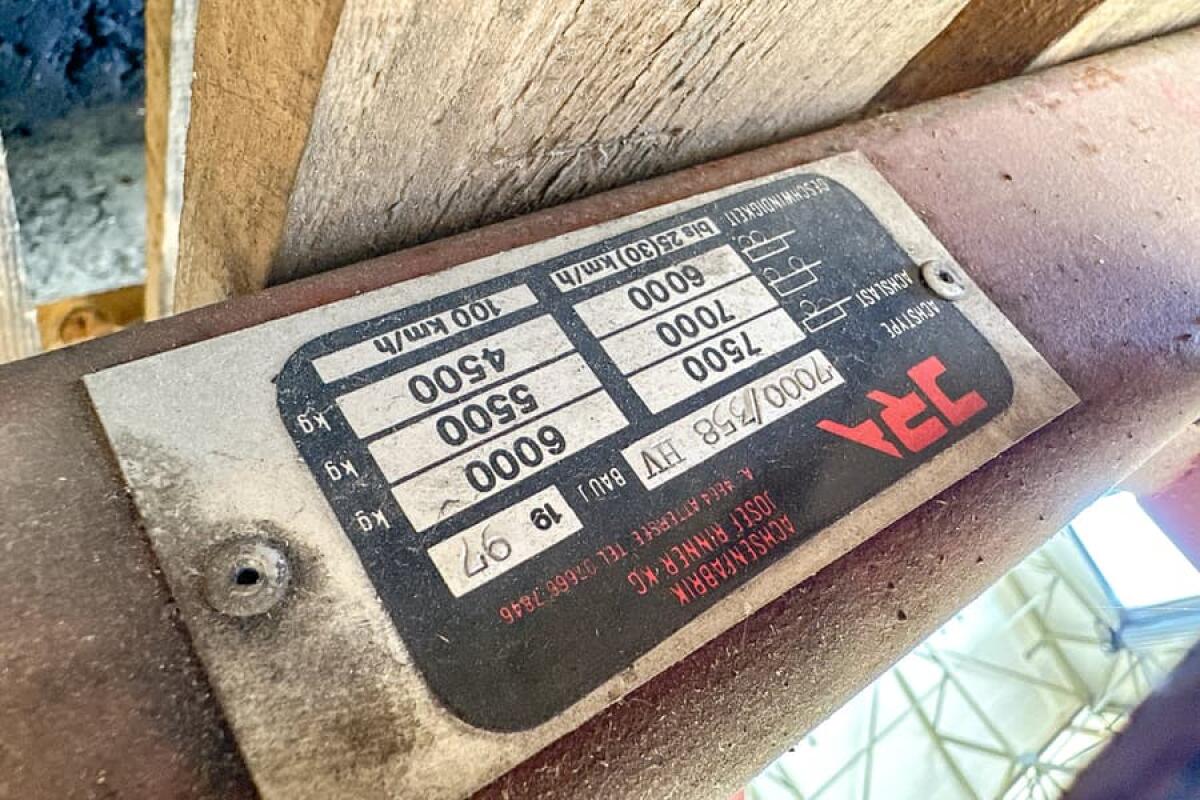 JRA
ACHSENFABRIK
JOSEF RINNER·KG
A. 4864 ATTERSEE, TEL. 07666 7846
ACHSTYPE 7000/358 HV BAUJ 19 97
ACHSLAST 7500 6000 kg
7000 5500 kg
6000 4500 kg
GESCHWINDIGKEIT bis 25(30) km/h 100 km/h